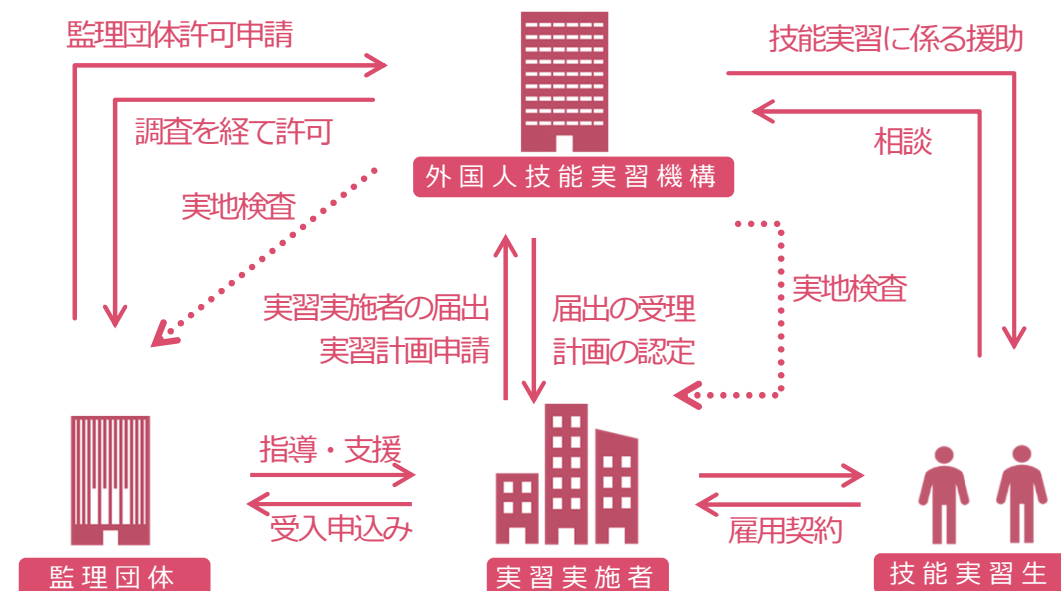 監理団体許可申請
技能実習に係る援助
調査を経て許可
相談
外国人技能実習機構
実地検査
実地検査
実習実施者の届出
実習計画申請
届出の受理
計画の認定
指導・支援
受入申込み
雇用契約
監理団体
実習実施者
技能実習生